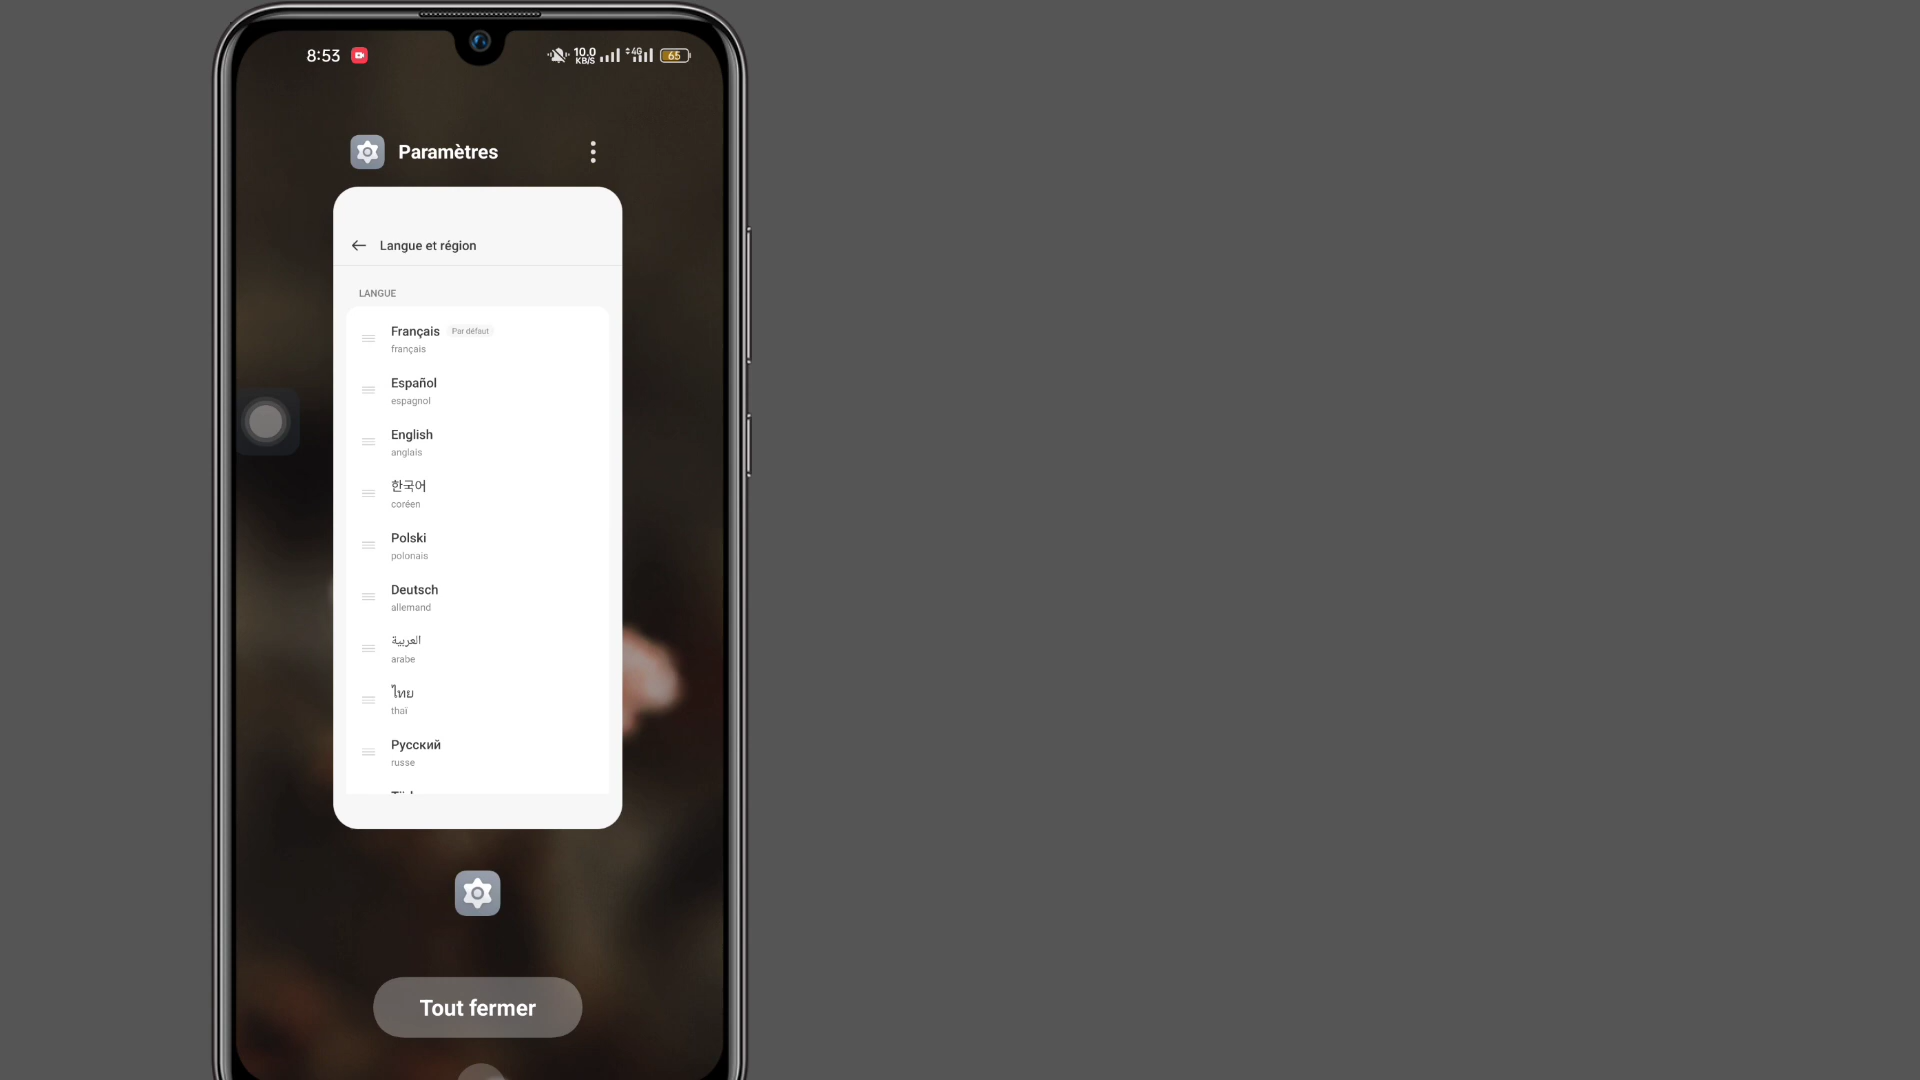 8:53
10.0
KB/S
4G
65
Paramètres
Langue et région
LANGUE
Français Par défaut
français
Español
espagnol
English
anglais
한국어
coréen
Polski
polonais
Deutsch
allemand
العربية
arabe
ไทย
thaï
Русский
russe
Tout fermer